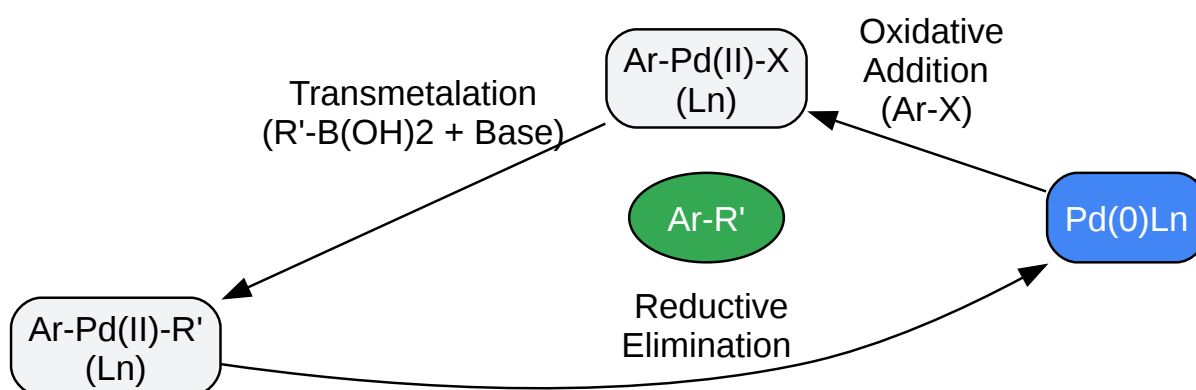 Oxidative
Addition
(Ar-X)
Ar-Pd(II)-X
(Ln)
Transmetalation
(R'-B(OH)2 + Base)
Ar-R'
Pd(0)Ln
Reductive
Elimination
Ar-Pd(II)-R'
(Ln)